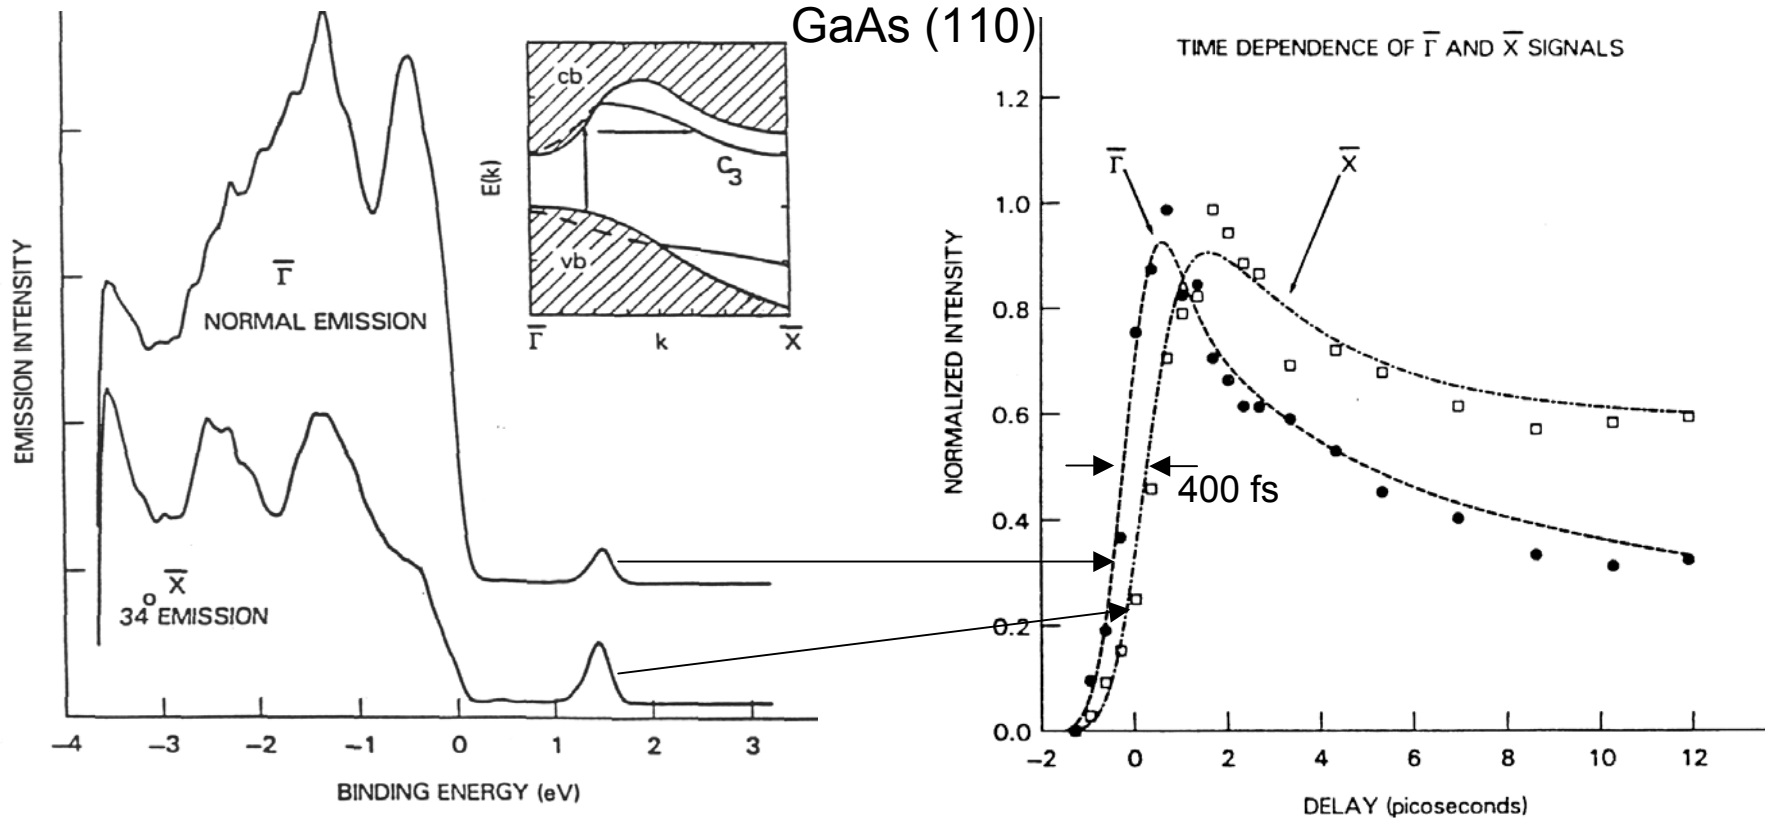 GaAs (110)
EMISSION INTENSITY
Γ̅
NORMAL EMISSION
X̅
34° EMISSION
−4 −3 −2 −1 0 1 2 3
BINDING ENERGY (eV)
E(k)
cb
C₃
vb
Γ̅ k X̅
TIME DEPENDENCE OF Γ̅ AND X̅ SIGNALS
NORMALIZED INTENSITY
1.2
1.0
0.8
0.6
0.4
0.2
0.0
Γ̅
X̅
400 fs
−2 0 2 4 6 8 10 12
DELAY (picoseconds)